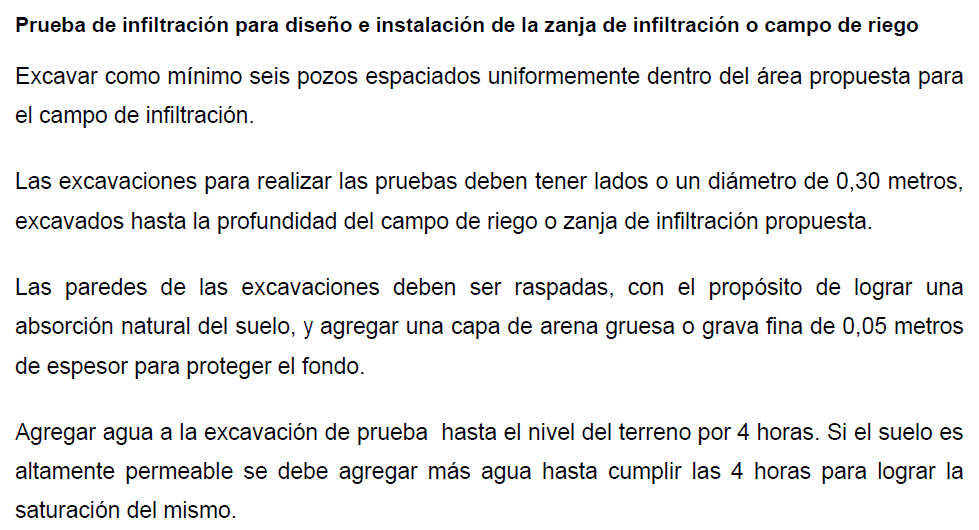 Prueba de infiltración para diseño e instalación de la zanja de infiltración o campo de riego
Excavar como mínimo seis pozos espaciados uniformemente dentro del área propuesta para
el campo de infiltración.
Las excavaciones para realizar las pruebas deben tener lados o un diámetro de 0,30 metros,
excavados hasta la profundidad del campo de riego o zanja de infiltración propuesta.
Las paredes de las excavaciones deben ser raspadas, con el propósito de lograr una
absorción natural del suelo, y agregar una capa de arena gruesa o grava fina de 0,05 metros
de espesor para proteger el fondo.
Agregar agua a la excavación de prueba  hasta el nivel del terreno por 4 horas. Si el suelo es
altamente permeable se debe agregar más agua hasta cumplir las 4 horas para lograr la
saturación del mismo.